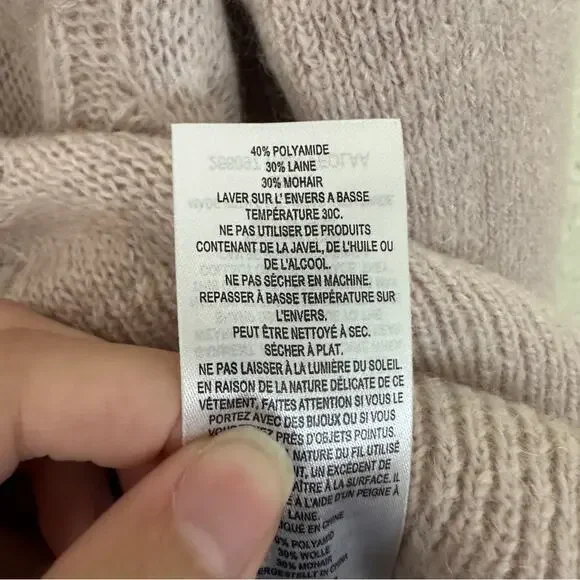 40% POLYAMIDE
30% LAINE
30% MOHAIR
LAVER SUR L' ENVERS A BASSE
TEMPÉRATURE 30C.
NE PAS UTILISER DE PRODUITS
CONTENANT DE LA JAVEL, DE L'HUILE OU
DE L'ALCOOL.
NE PAS SÉCHER EN MACHINE.
REPASSER À BASSE TEMPÉRATURE SUR
L'ENVERS.
PEUT ÊTRE NETTOYÉ À SEC.
SÉCHER À PLAT.
NE PAS LAISSER À LA LUMIÈRE DU SOLEIL.
EN RAISON DE LA NATURE DÉLICATE DE CE
VÊTEMENT, FAITES ATTENTION SI VOUS LE
PORTEZ AVEC DES BIJOUX OU SI VOUS
PRÈS D'OBJETS POINTUS.
NATURE DU FIL UTILISÉ
UN EXCÉDENT DE
À LA SURFACE. IL
À L'AIDE D'UN PEIGNE À
LAINE.
EN CHINE
POLYAMID
30% WOLLE
30% MOHAIR
IN CHINA